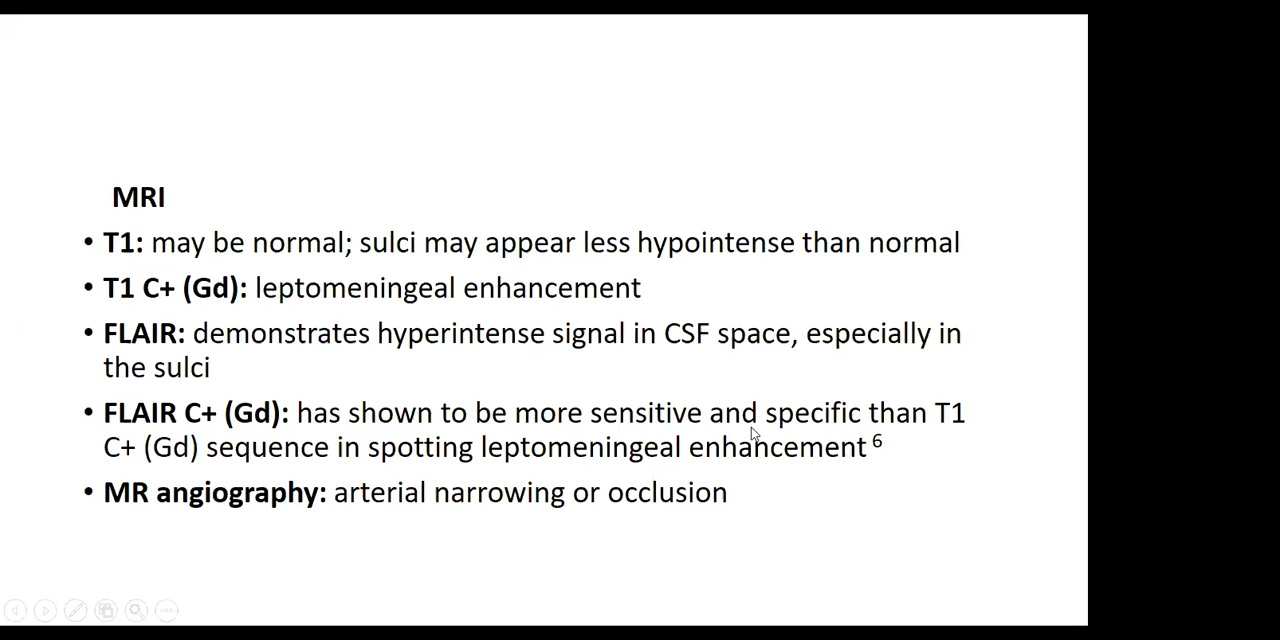 MRI
• T1: may be normal; sulci may appear less hypointense than normal
• T1 C+ (Gd): leptomeningeal enhancement
• FLAIR: demonstrates hyperintense signal in CSF space, especially in
the sulci
• FLAIR C+ (Gd): has shown to be more sensitive and specific than T1
C+ (Gd) sequence in spotting leptomeningeal enhancement 6
• MR angiography: arterial narrowing or occlusion